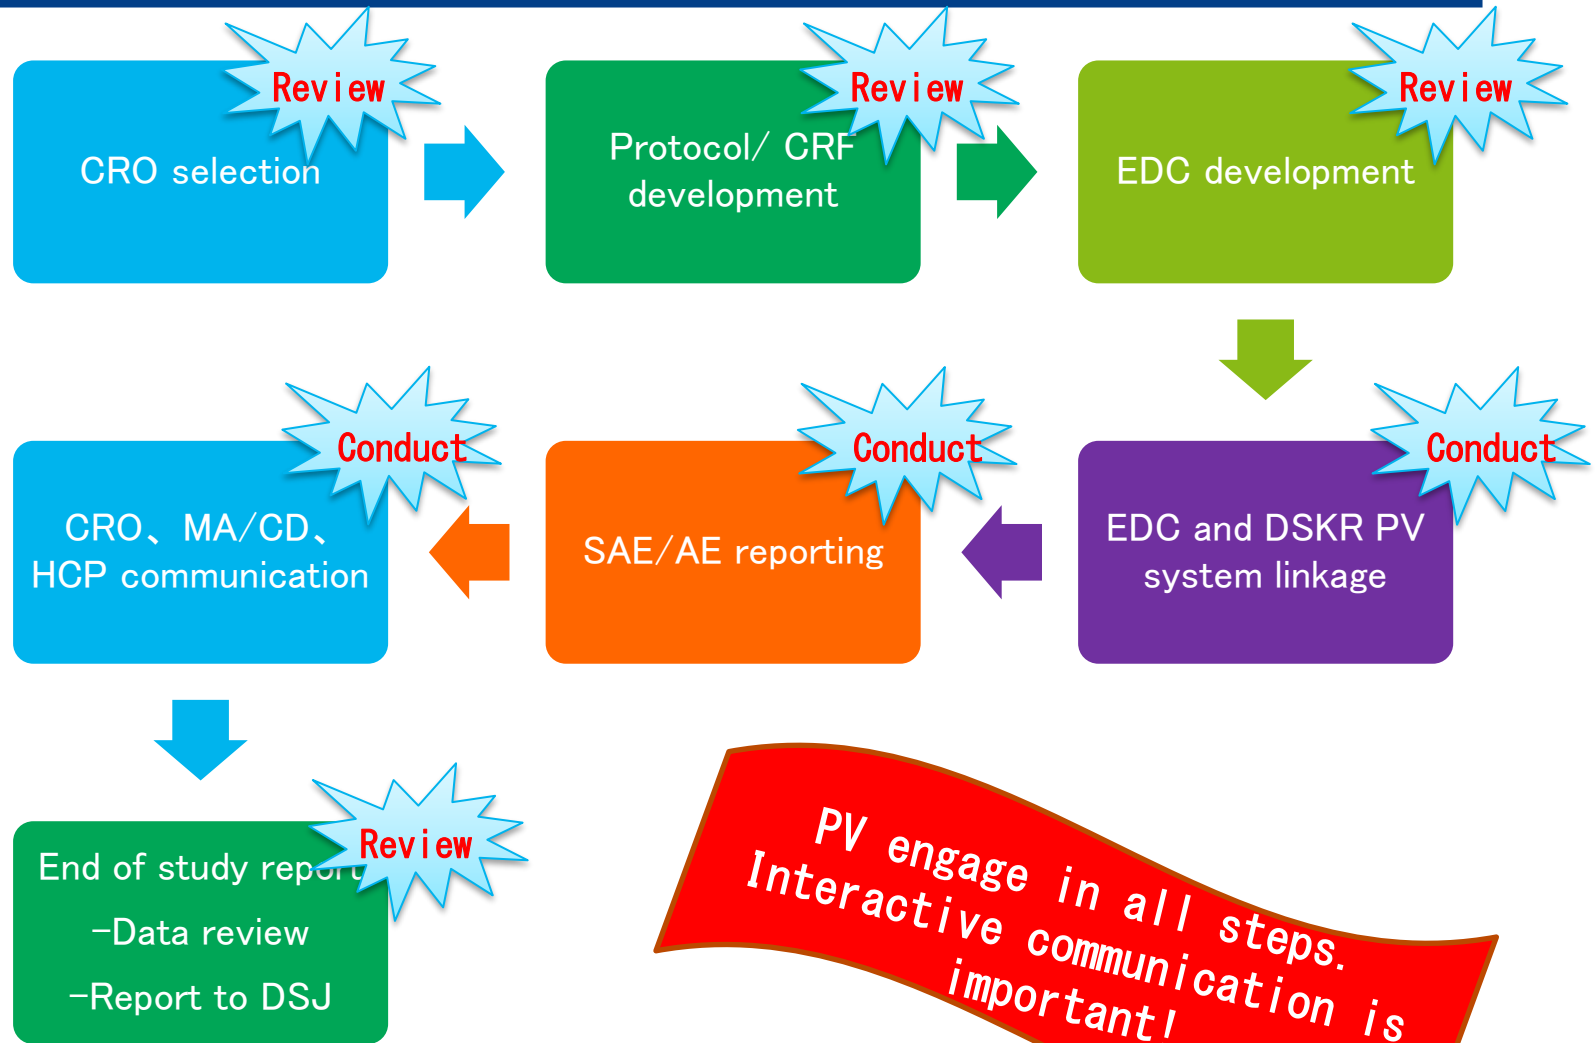 Review
CRO selection
Review
Protocol/ CRF
development
Review
EDC development
Conduct
EDC and DSKR PV
system linkage
Conduct
SAE/AE reporting
Conduct
CRO、MA/CD、
HCP communication
Review
End of study report
-Data review
-Report to DSJ
PV engage in all steps.
Interactive communication is
important!